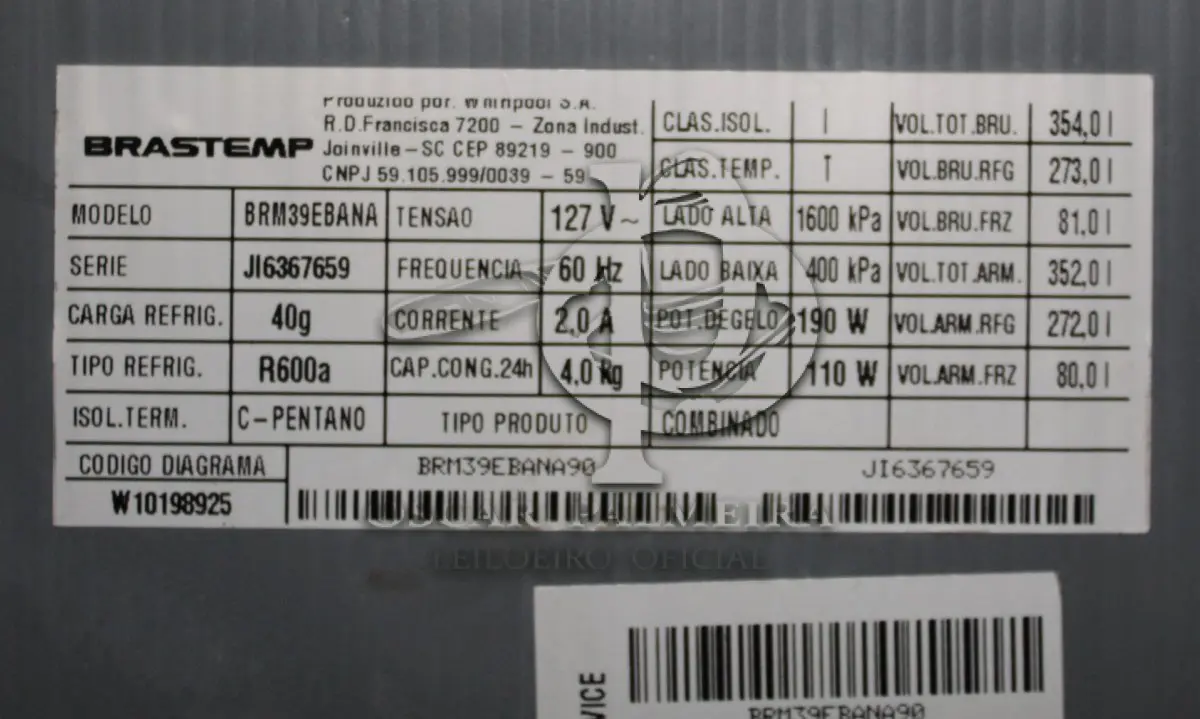 BRASTEMP
Produzido por: Whirlpool S.A.
R.D.Francisca 7200 - Zona Indust.
Joinville - SC CEP 89219 - 900
CNPJ 59.105.999/0039 - 59
CLAS.ISOL. I VOL.TOT.BRU. 354,0 l
CLAS.TEMP. T VOL.BRU.RFG 273,0 l
MODELO BRM39EBANA TENSAO 127 V~ LADO ALTA 1600 kPa VOL.BRU.FRZ 81,0 l
SERIE JI6367659 FREQUENCIA 60 Hz LADO BAIXA 400 kPa VOL.TOT.ARM. 352,0 l
CARGA REFRIG. 40g CORRENTE 2,0 A POT.DEGELO 190 W VOL.ARM.RFG 272,0 l
TIPO REFRIG. R600a CAP.CONG.24h 4,0 kg POTENCIA 110 W VOL.ARM.FRZ 80,0 l
ISOL.TERM. C-PENTANO TIPO PRODUTO COMBINADO
CODIGO DIAGRAMA BRM39EBANA90 JI6367659
W10198925
OSCAR PALMEIRA
LEILOEIRO OFICIAL
BRM39EBANA90